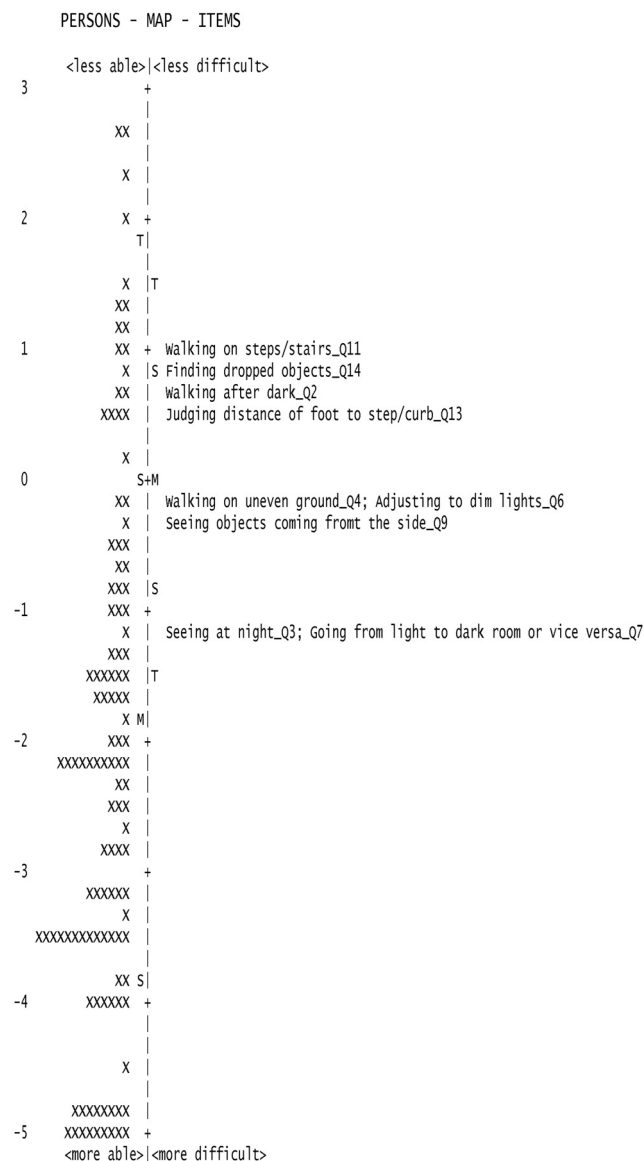 PERSONS - MAP - ITEMS
<less able>|<less difficult>
3 +
|
XX |
|
X |
|
2 X +
T|
|
X |T
XX |
XX |
1 XX + Walking on steps/stairs_Q11
X |S Finding dropped objects_Q14
XX | Walking after dark_Q2
XXXX | Judging distance of foot to step/curb_Q13
|
X |
0 S+M
XX | Walking on uneven ground_Q4; Adjusting to dim lights_Q6
X | Seeing objects coming fromt the side_Q9
XXX |
XX |
XXX |S
-1 XXX +
X | Seeing at night_Q3; Going from light to dark room or vice versa_Q7
XXX |
XXXXXX |T
XXXXX |
X M|
-2 XXX +
XXXXXXXXXX |
XX |
XXX |
X |
XXXX |
-3 +
XXXXXX |
X |
XXXXXXXXXXXXX |
|
XX S|
-4 XXXXXX +
|
|
X |
|
XXXXXXXX |
-5 XXXXXXXXX +
<more able>|<more difficult>